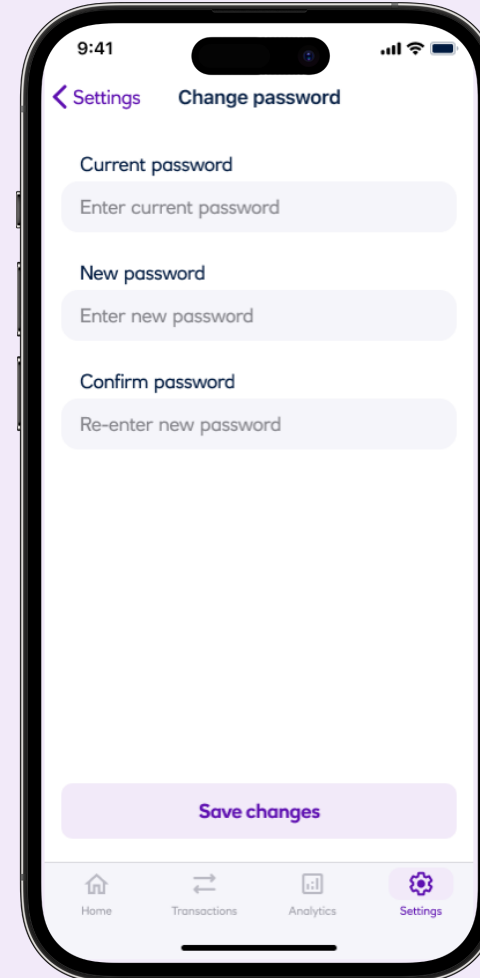 9:41
Settings Change password
Current password
Enter current password
New password
Enter new password
Confirm password
Re-enter new password
Save changes
Home Transactions Analytics Settings